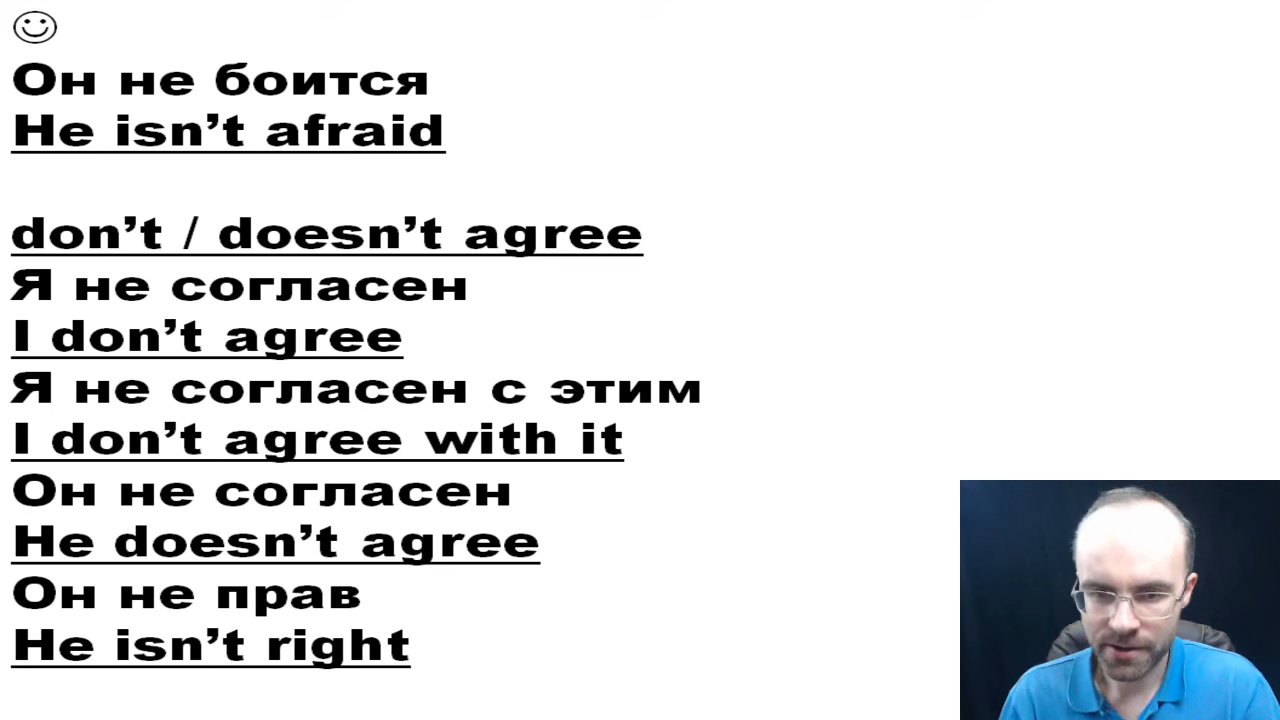 Он не боится
He isn’t afraid
don’t / doesn’t agree
Я не согласен
I don’t agree
Я не согласен с этим
I don’t agree with it
Он не согласен
He doesn’t agree
Он не прав
He isn’t right